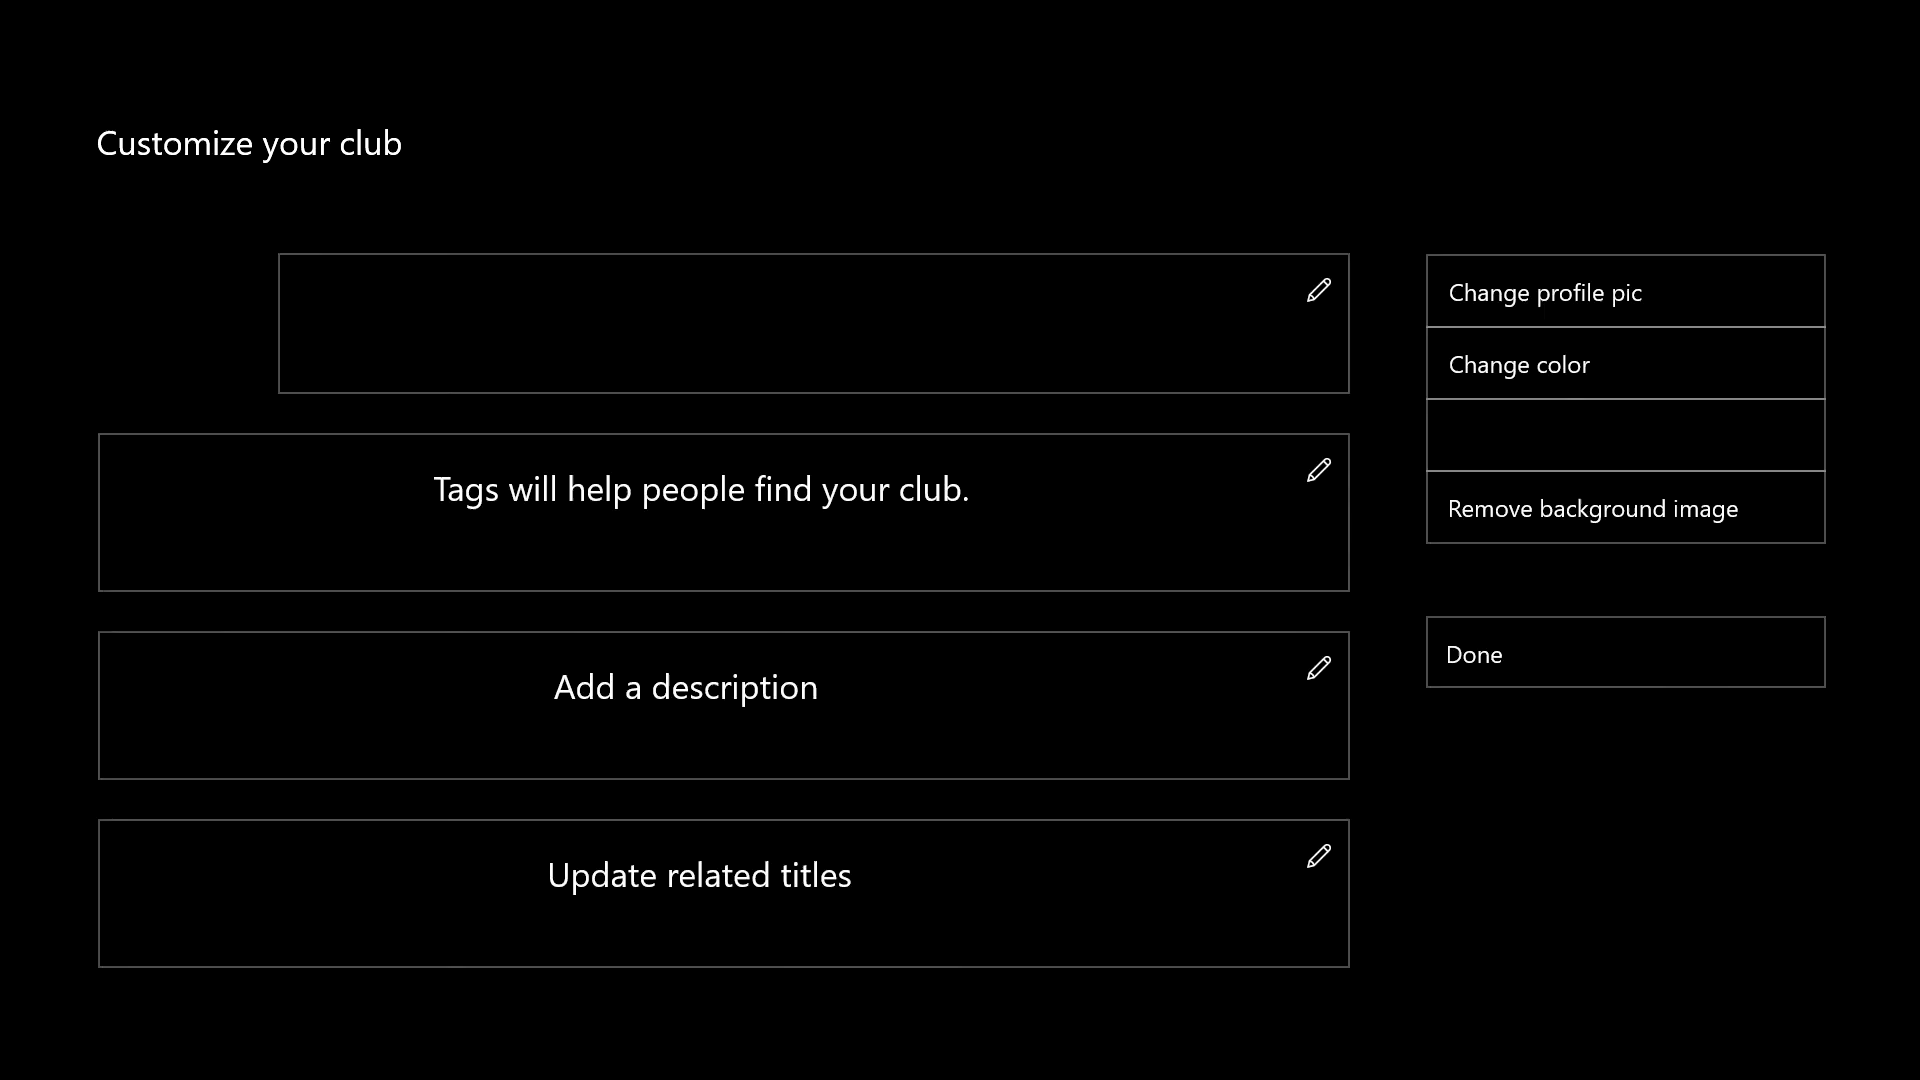 Customize your club
Tags will help people find your club.
Add a description
Update related titles
Change profile pic
Change color
Remove background image
Done